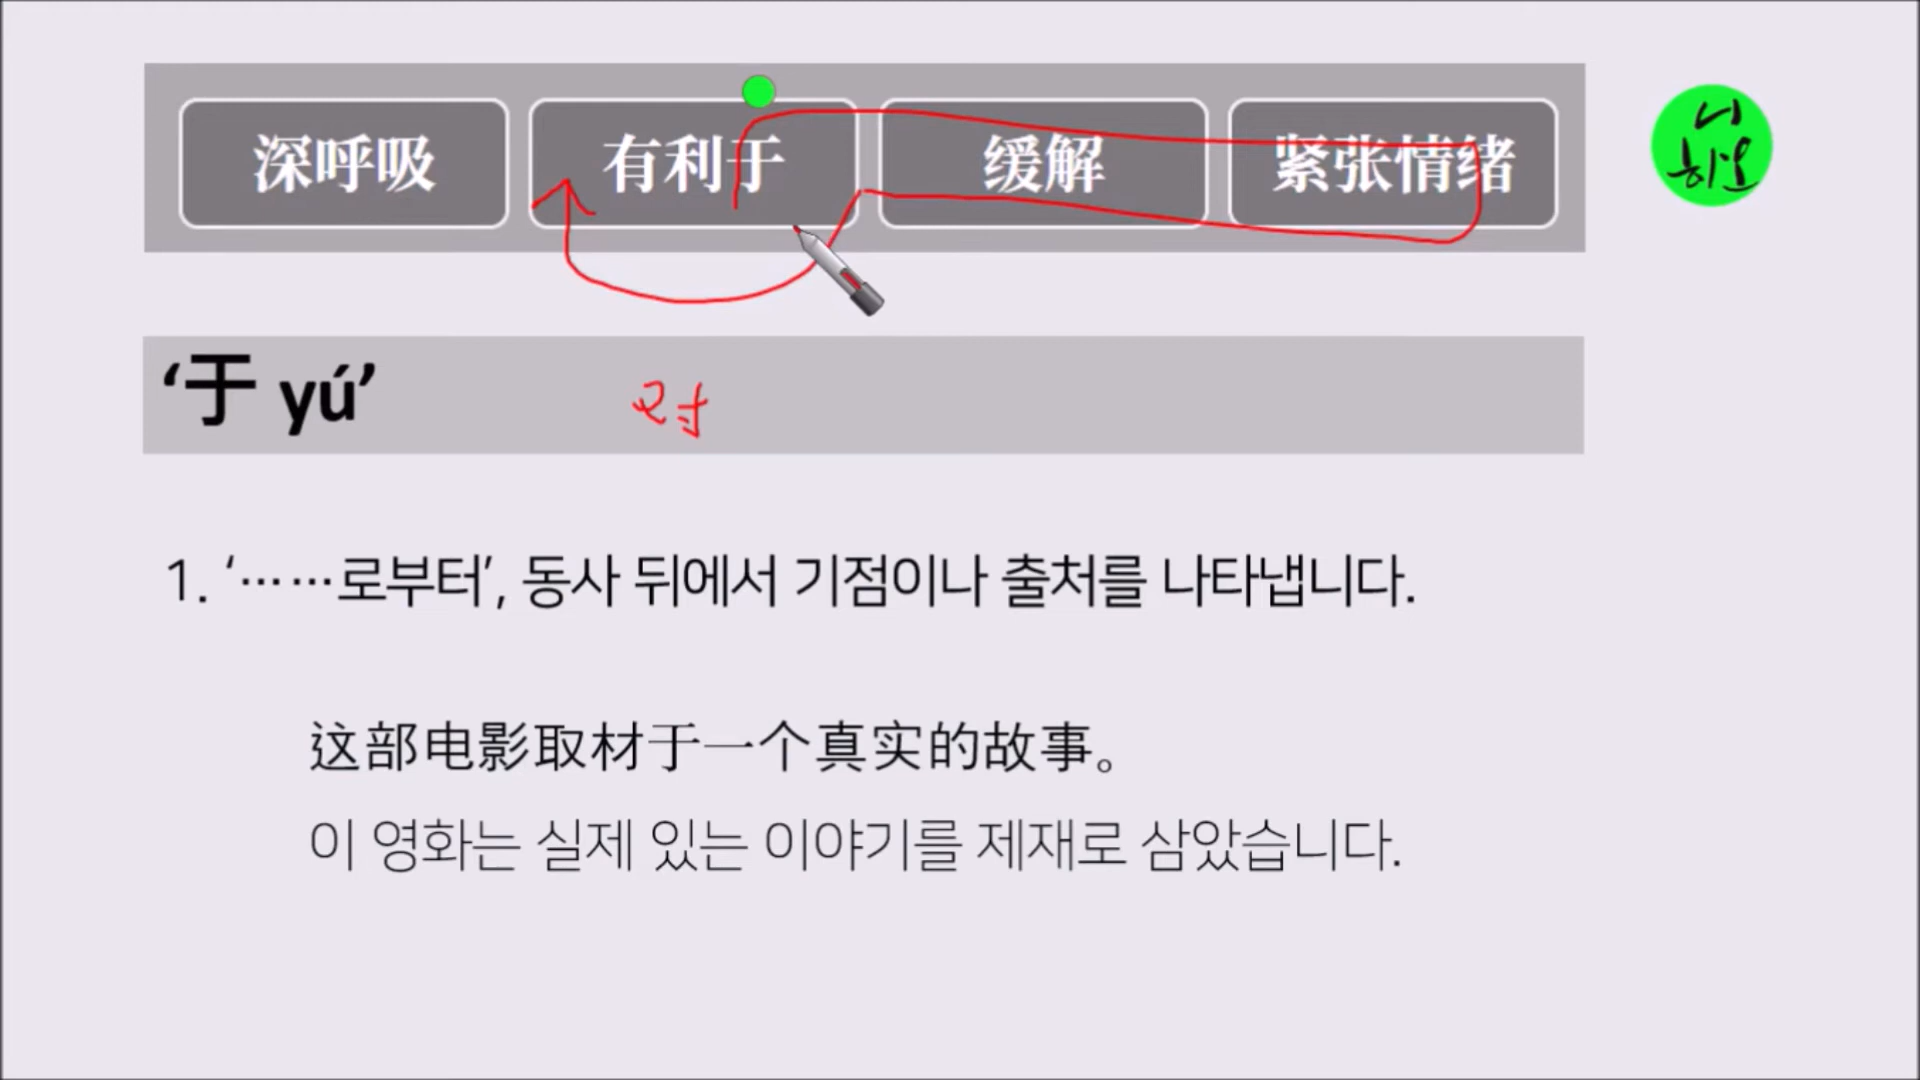 深呼吸 有利于 缓解 紧张情绪
‘于 yú’ 对
1. ‘……로부터’, 동사 뒤에서 기점이나 출처를 나타냅니다.
这部电影取材于一个真实的故事。
이 영화는 실제 있는 이야기를 제재로 삼았습니다.